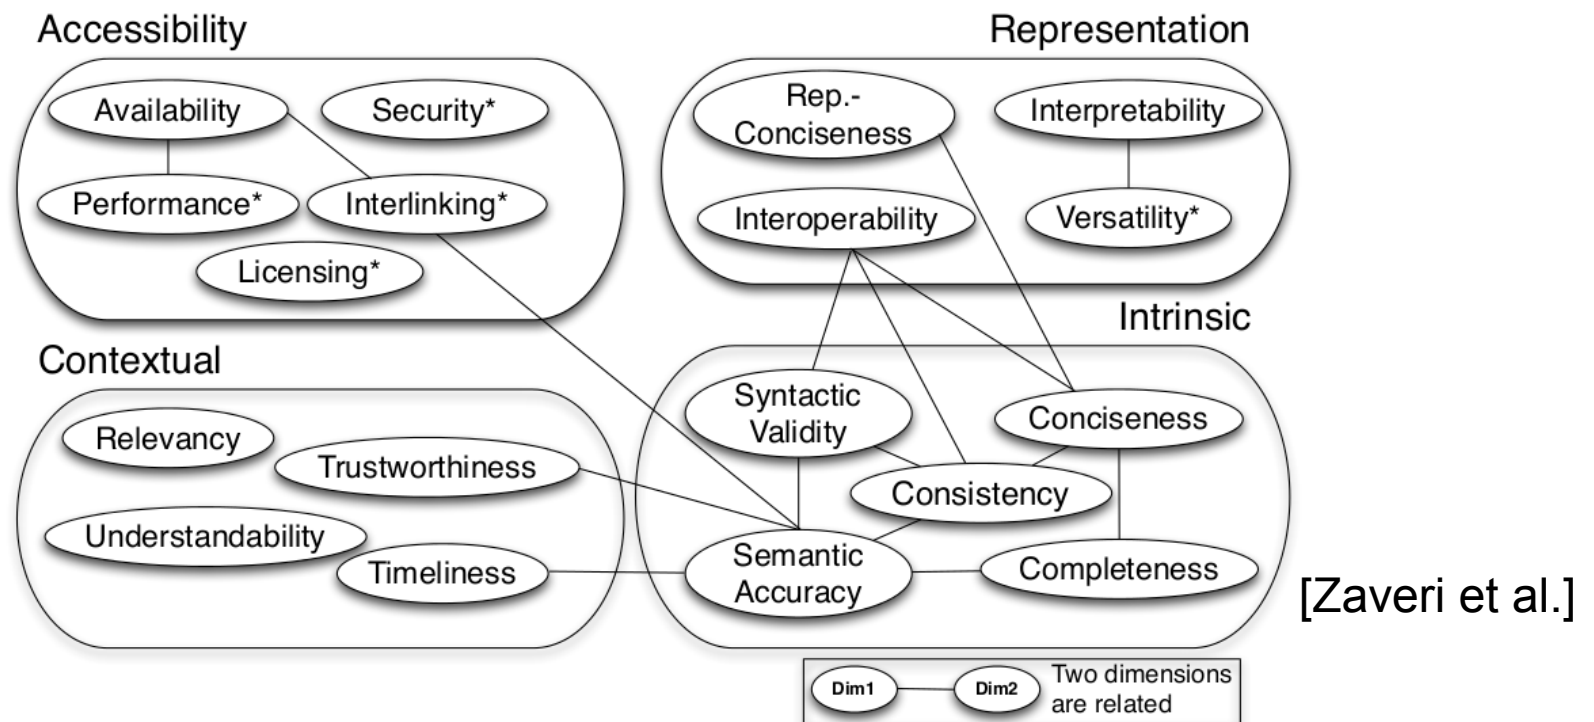 Accessibility
Availability
Security*
Performance*
Interlinking*
Licensing*
Representation
Rep.-
Conciseness
Interpretability
Interoperability
Versatility*
Contextual
Relevancy
Trustworthiness
Understandability
Timeliness
Intrinsic
Syntactic
Validity
Conciseness
Consistency
Semantic
Accuracy
Completeness
[Zaveri et al.]
Dim1
Dim2
Two dimensions
are related